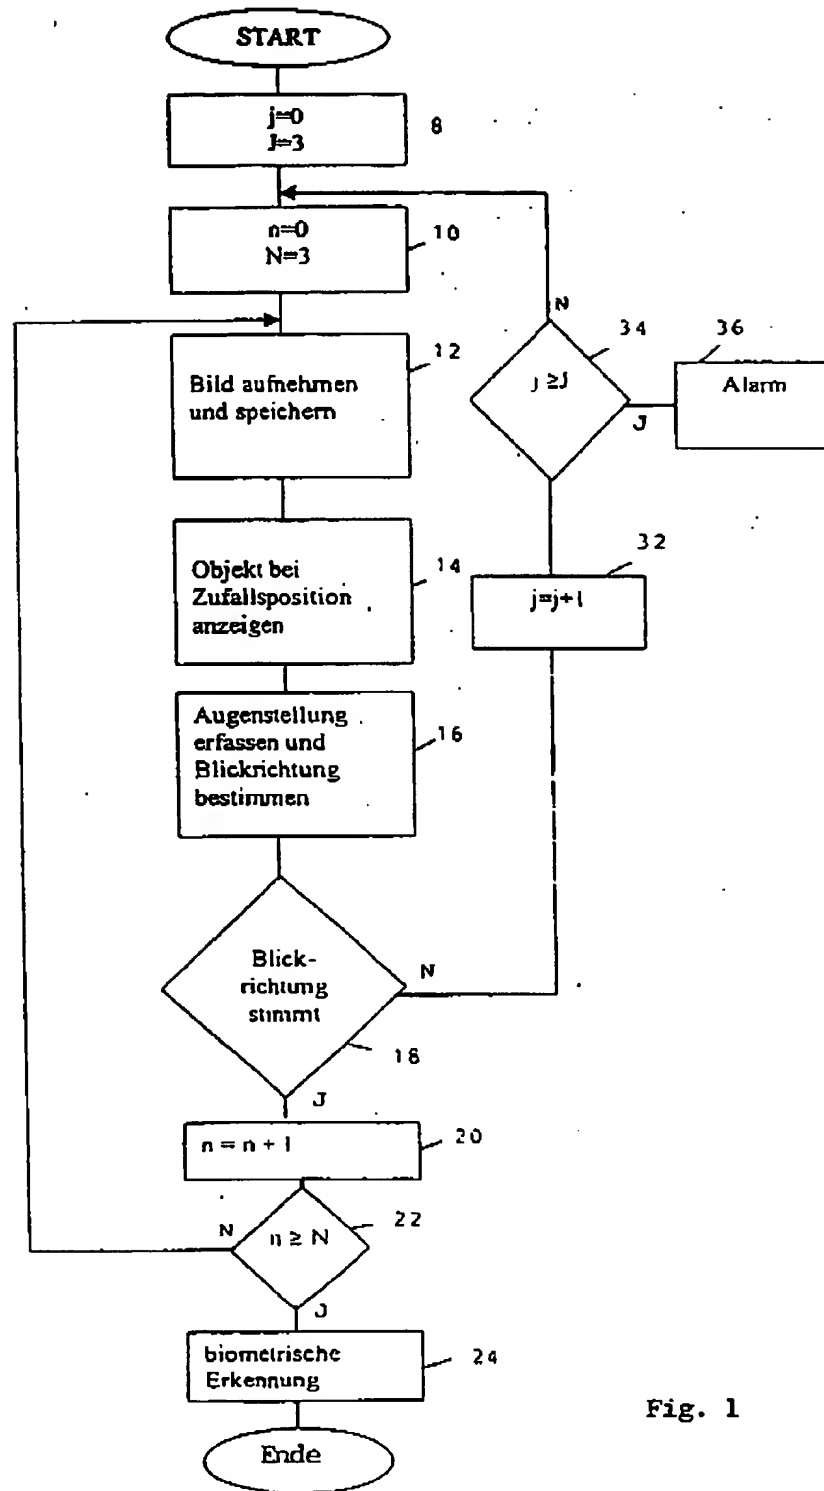 START
j=0
J=3
8
n=0
N=3
10
N
34
36
12
Bild aufnehmen
und speichern
J ≥J
Alarm
J
Objekt bei
Zufallsposition
anzeigen
14
32
j=j+1
Augenstellung
erfassen und
Blickrichtung
bestimmen
16
Blick-
richtung
stimmt
N
18
J
n = n + 1
20
N
n ≥ N
22
J
biometrische
Erkennung
24
Ende
Fig. 1